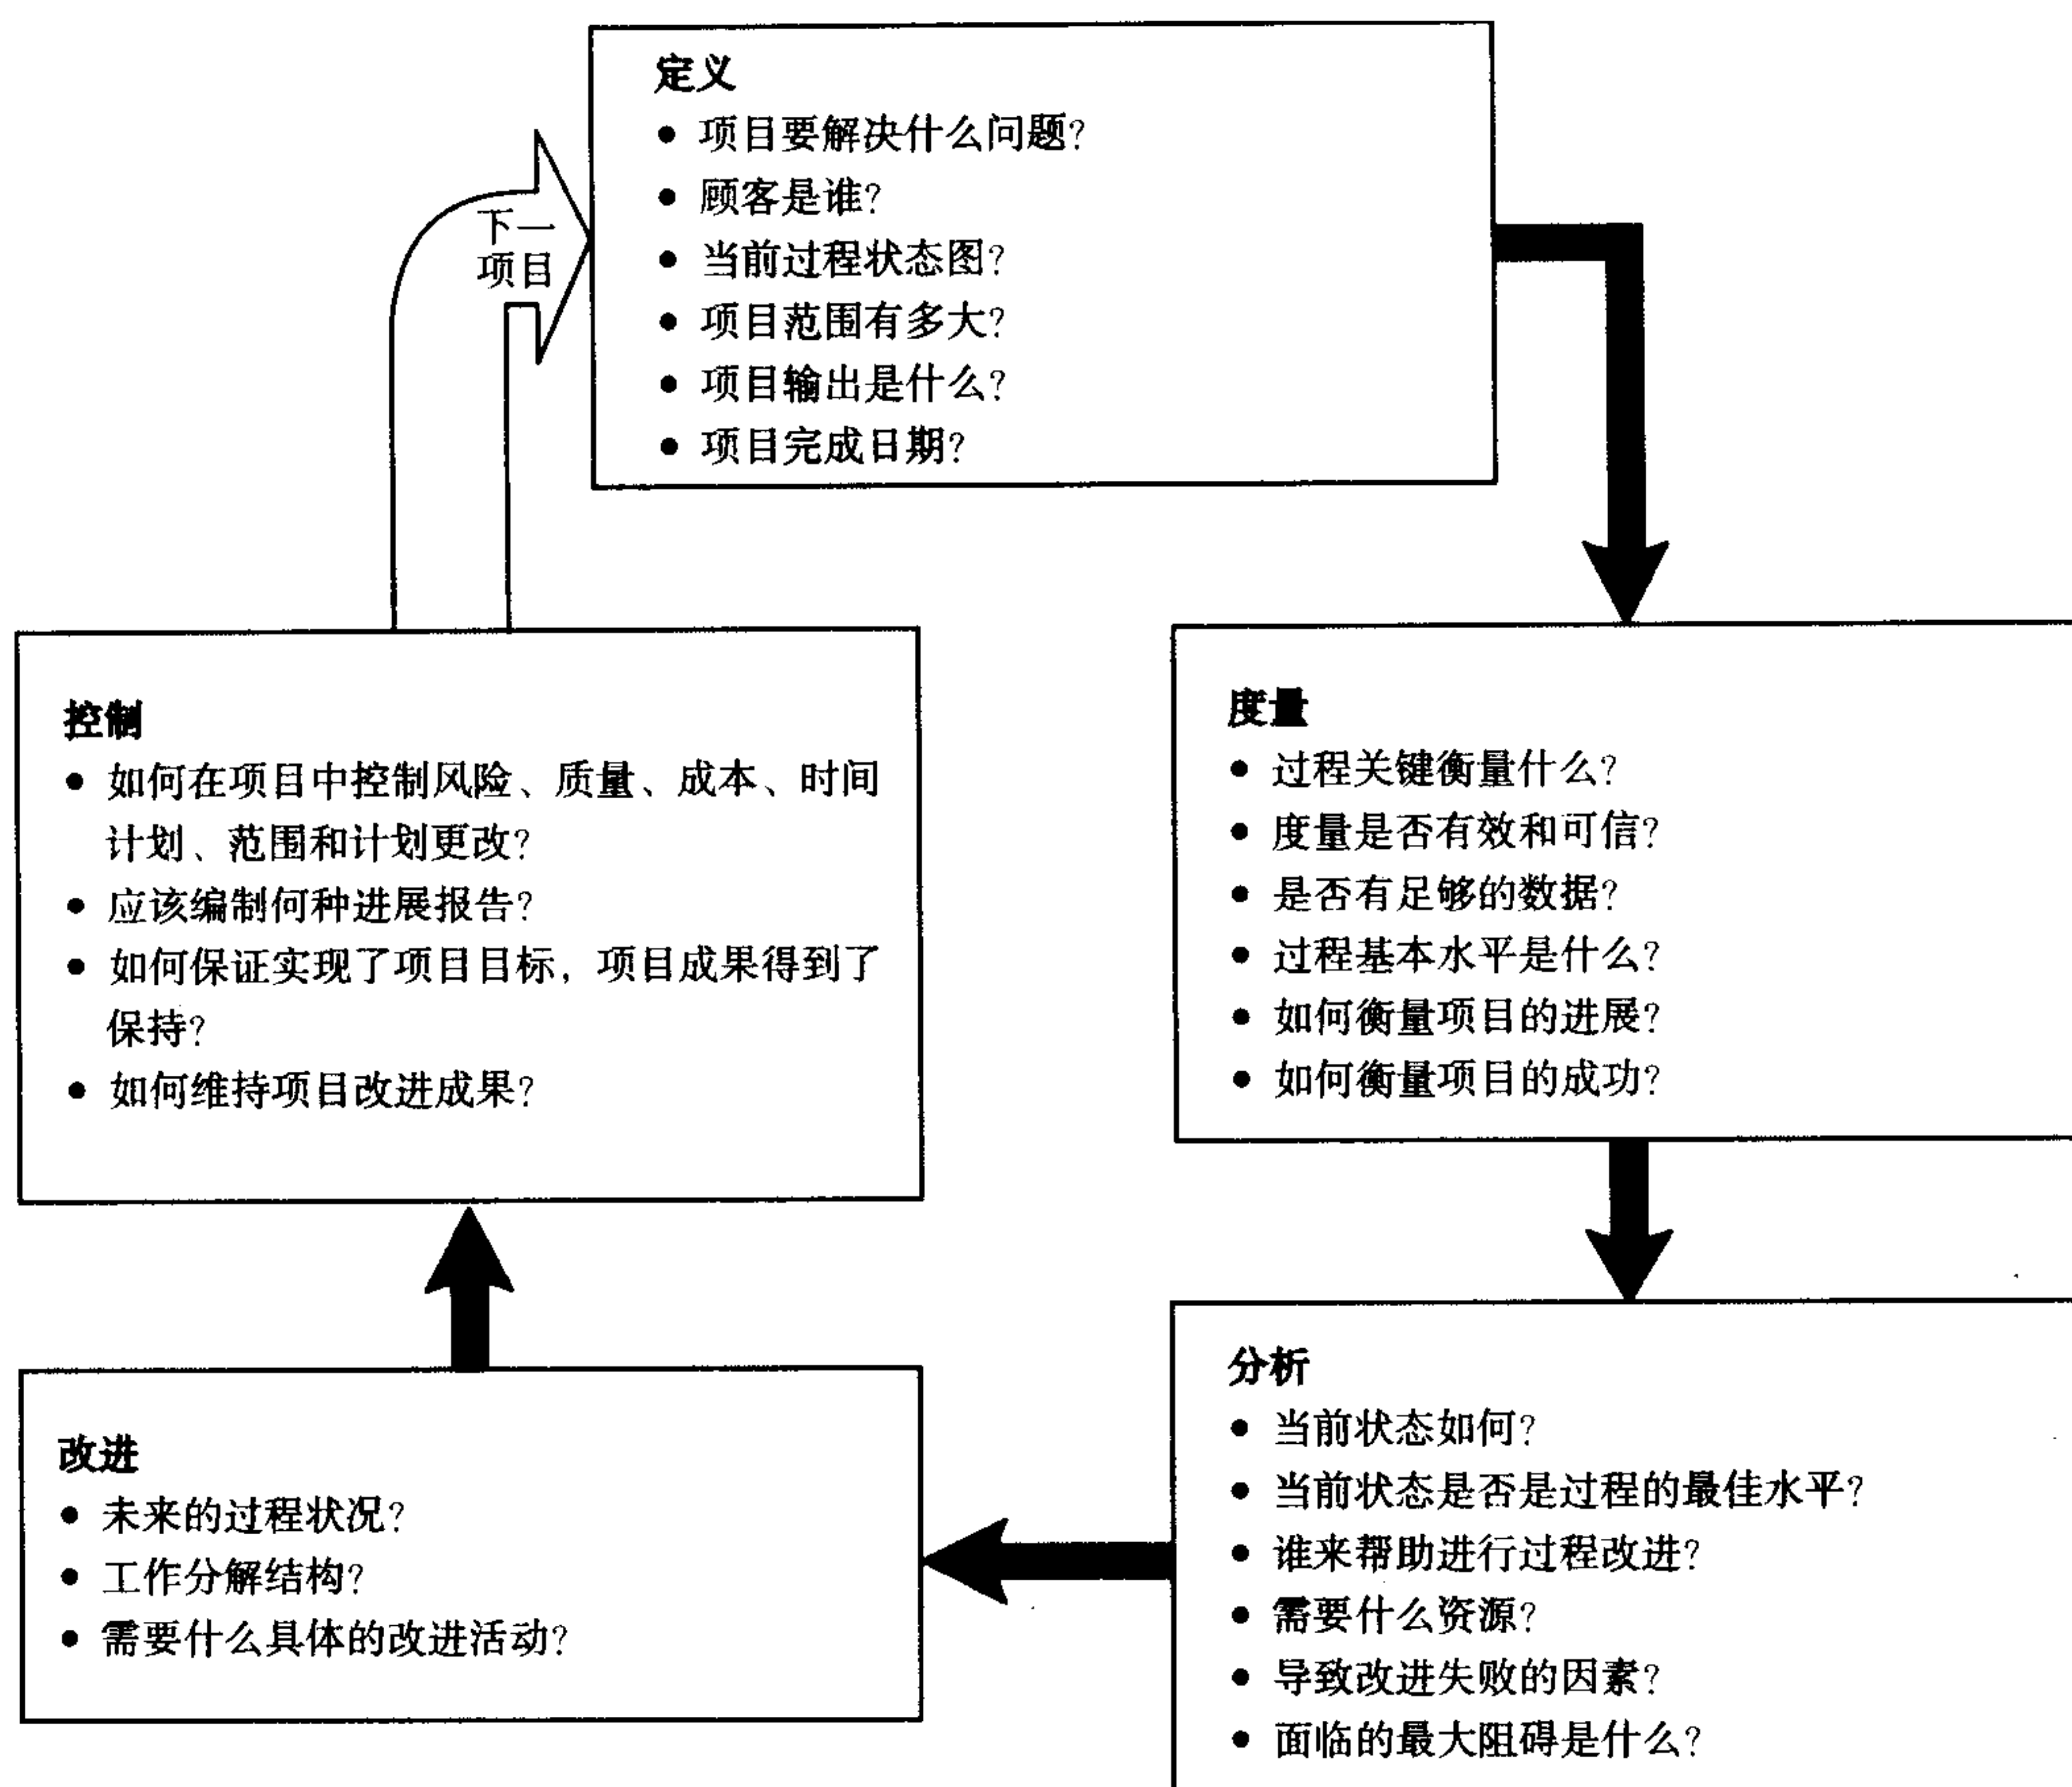 定义
• 项目要解决什么问题?
• 顾客是谁?
• 当前过程状态图?
• 项目范围有多大?
• 项目输出是什么?
• 项目完成日期?
下一
项目
度量
• 过程关键衡量什么?
• 度量是否有效和可信?
• 是否有足够的数据?
• 过程基本水平是什么?
• 如何衡量项目的进展?
• 如何衡量项目的成功?
分析
• 当前状态如何?
• 当前状态是否是过程的最佳水平?
• 谁来帮助进行过程改进?
• 需要什么资源?
• 导致改进失败的因素?
• 面临的最大阻碍是什么?
改进
• 未来的过程状况?
• 工作分解结构?
• 需要什么具体的改进活动?
控制
• 如何在项目中控制风险、质量、成本、时间
计划、范围和计划更改?
• 应该编制何种进展报告?
• 如何保证实现了项目目标，项目成果得到了
保持?
• 如何维持项目改进成果?